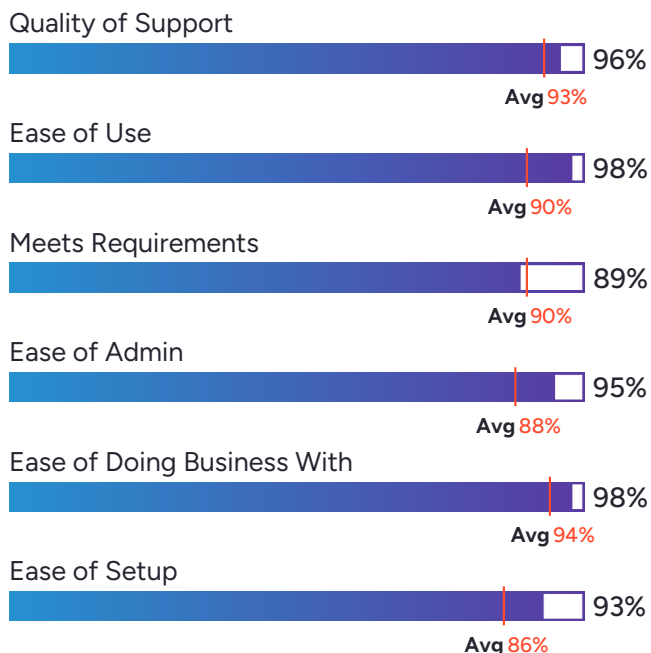 Quality of Support
96%
Avg 93%
Ease of Use
98%
Avg 90%
Meets Requirements
89%
Avg 90%
Ease of Admin
95%
Avg 88%
Ease of Doing Business With
98%
Avg 94%
Ease of Setup
93%
Avg 86%